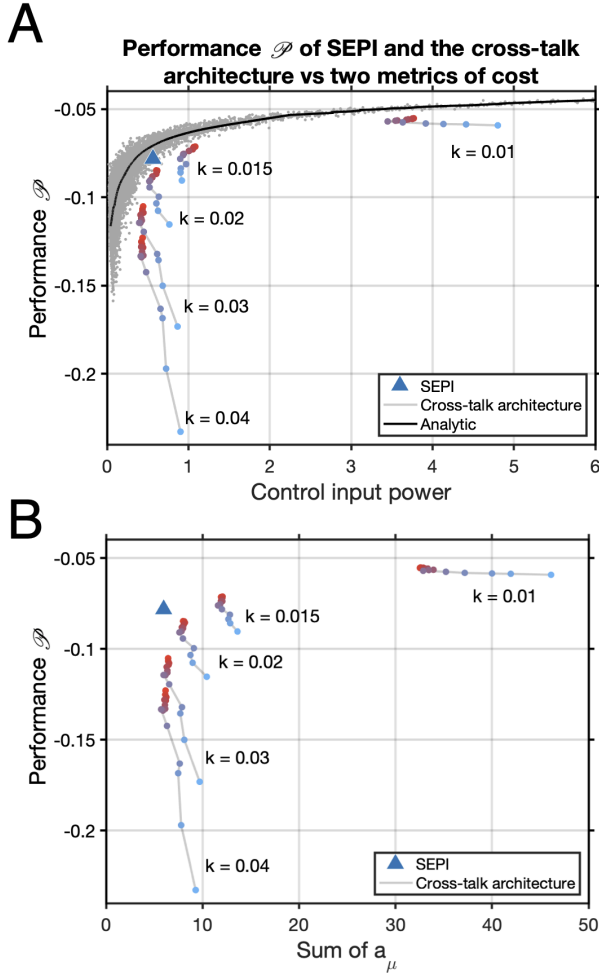 A
Performance 𝒫 of SEPI and the cross-talk
architecture vs two metrics of cost
-0.05
-0.1
-0.15
-0.2
Performance 𝒫
k = 0.01
k = 0.015
k = 0.02
k = 0.03
k = 0.04
SEPI
Cross-talk architecture
Analytic
0 1 2 3 4 5 6
Control input power
B
-0.05
-0.1
-0.15
-0.2
Performance 𝒫
k = 0.01
k = 0.015
k = 0.02
k = 0.03
k = 0.04
SEPI
Cross-talk architecture
0 10 20 30 40 50
Sum of a_μ